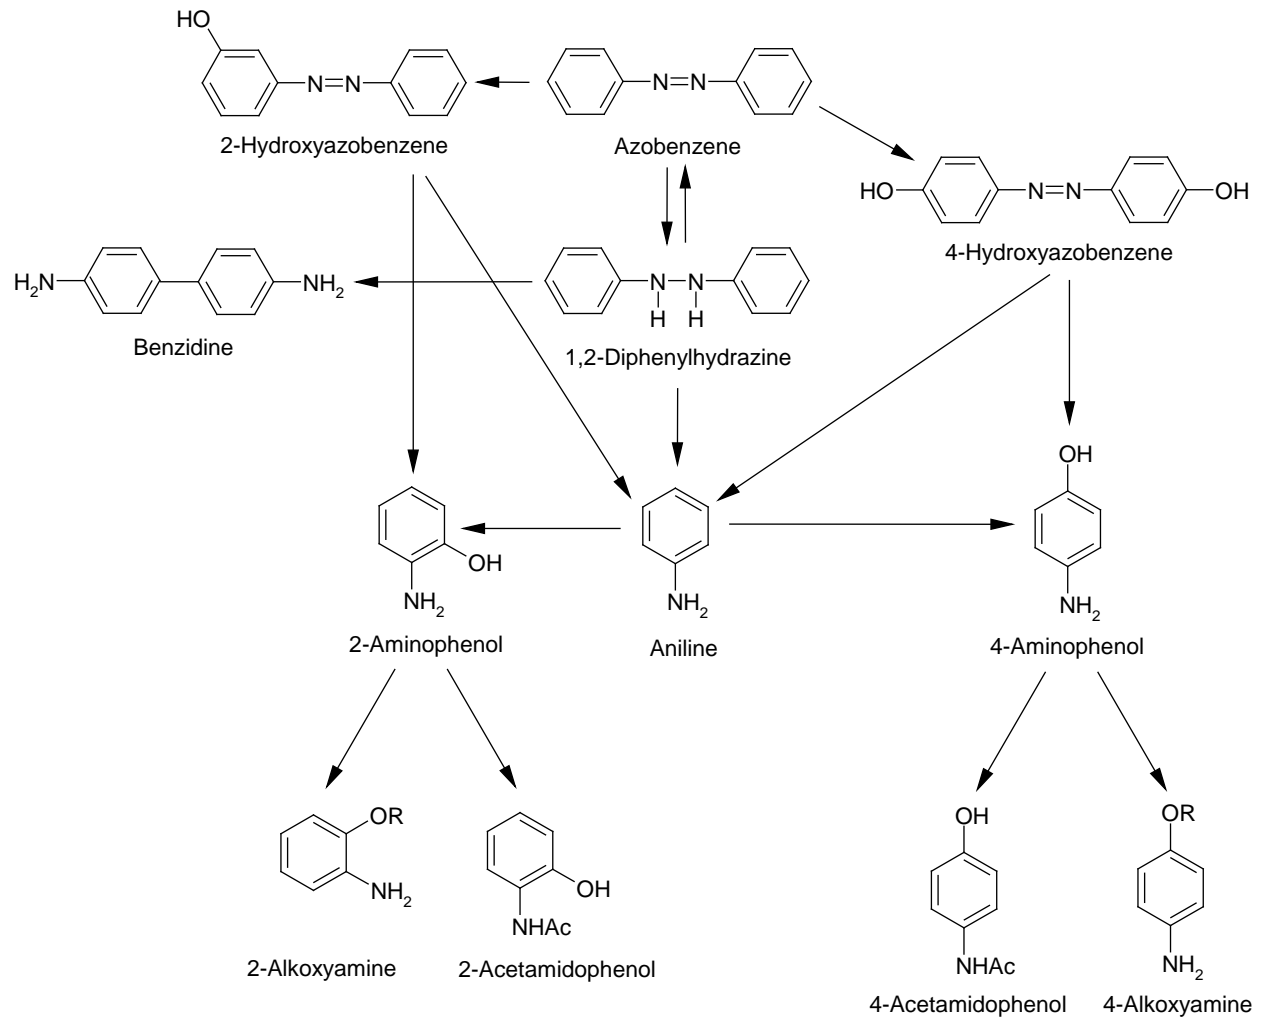 HO
N=N
N=N
2-Hydroxyazobenzene
Azobenzene
HO
N=N
OH
4-Hydroxyazobenzene
H2N
NH2
N N
H H
Benzidine
1,2-Diphenylhydrazine
OH
OH
NH2
NH2
NH2
2-Aminophenol
Aniline
4-Aminophenol
OR
NH2
OH
NHAc
OH
NHAc
OR
NH2
2-Alkoxyamine
2-Acetamidophenol
4-Acetamidophenol
4-Alkoxyamine